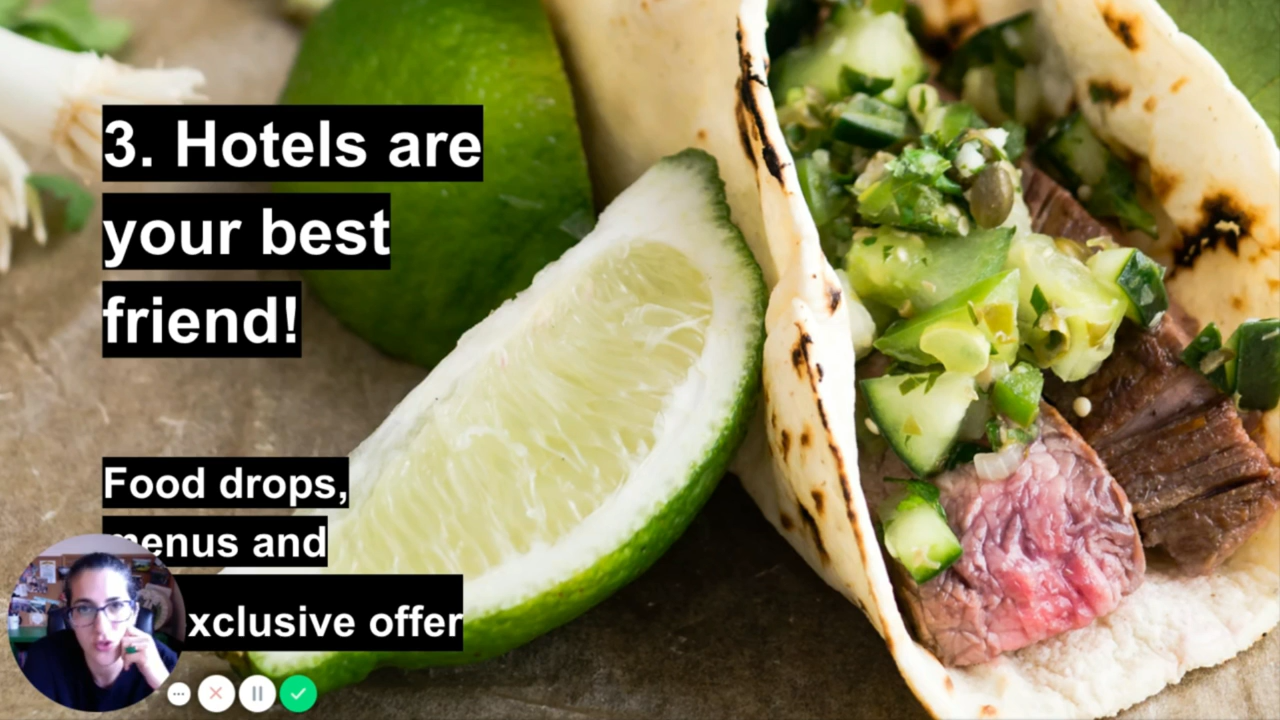 3. Hotels are
your best
friend!
Food drops,
menus and
xclusive offer